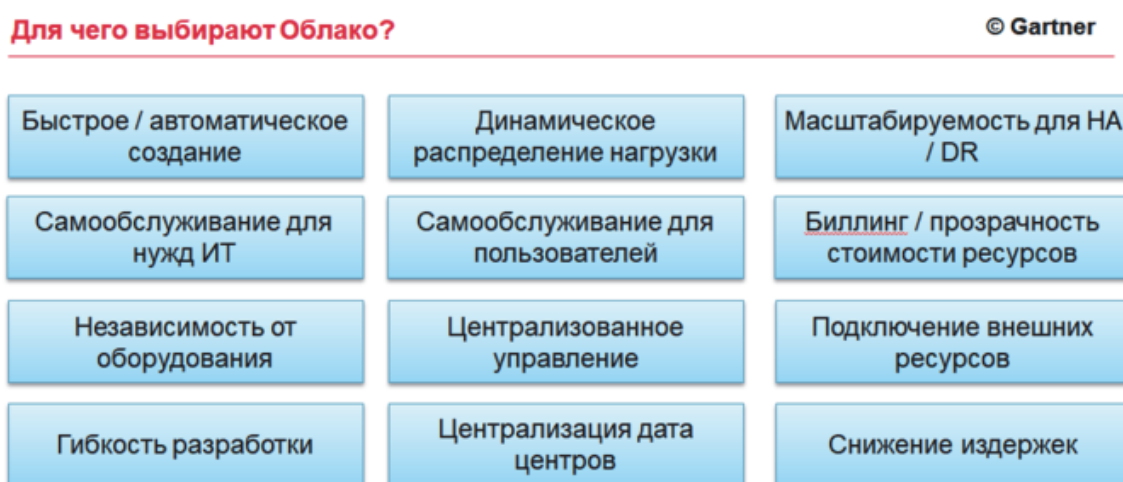 Для чего выбирают Облако?
© Gartner
Быстрое / автоматическое
создание
Динамическое
распределение нагрузки
Масштабируемость для HA
/ DR
Самообслуживание для
нужд ИТ
Самообслуживание для
пользователей
Биллинг / прозрачность
стоимости ресурсов
Независимость от
оборудования
Централизованное
управление
Подключение внешних
ресурсов
Гибкость разработки
Централизация дата
центров
Снижение издержек